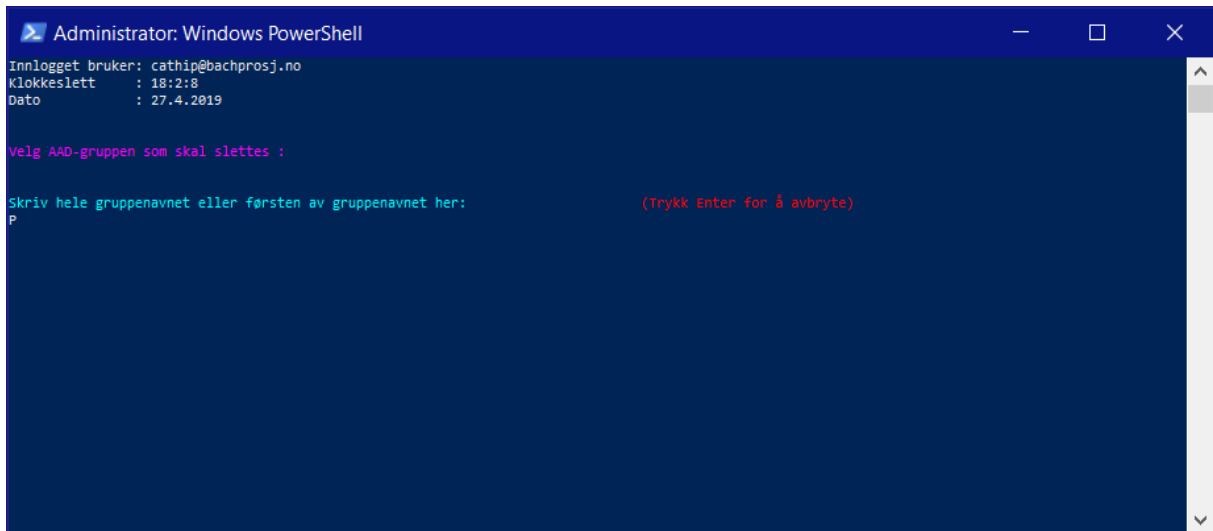 Administrator: Windows PowerShell
Innlogget bruker: cathip@bachprosj.no
Klokkeslett : 18:2:8
Dato : 27.4.2019
Velg AAD-gruppen som skal slettes :
Skriv hele gruppenavnet eller førsten av gruppenavnet her: (Trykk Enter for å avbryte)
P